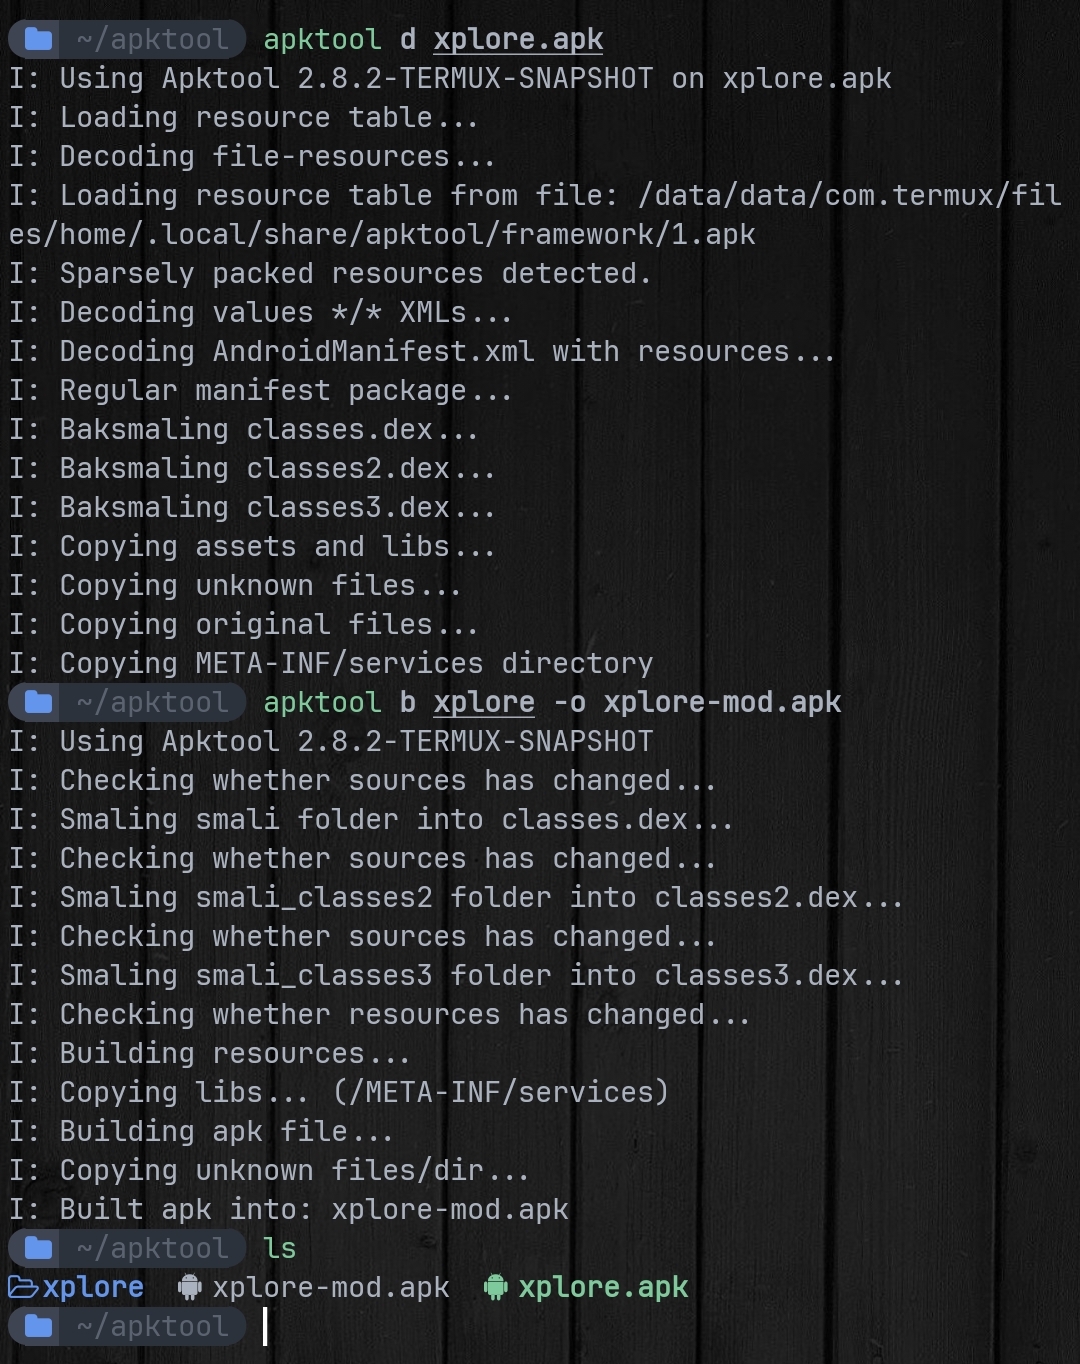 ~/apktool apktool d xplore.apk
I: Using Apktool 2.8.2-TERMUX-SNAPSHOT on xplore.apk
I: Loading resource table...
I: Decoding file-resources...
I: Loading resource table from file: /data/data/com.termux/fil
es/home/.local/share/apktool/framework/1.apk
I: Sparsely packed resources detected.
I: Decoding values */* XMLs...
I: Decoding AndroidManifest.xml with resources...
I: Regular manifest package...
I: Baksmaling classes.dex...
I: Baksmaling classes2.dex...
I: Baksmaling classes3.dex...
I: Copying assets and libs...
I: Copying unknown files...
I: Copying original files...
I: Copying META-INF/services directory
~/apktool apktool b xplore -o xplore-mod.apk
I: Using Apktool 2.8.2-TERMUX-SNAPSHOT
I: Checking whether sources has changed...
I: Smaling smali folder into classes.dex...
I: Checking whether sources has changed...
I: Smaling smali_classes2 folder into classes2.dex...
I: Checking whether sources has changed...
I: Smaling smali_classes3 folder into classes3.dex...
I: Checking whether resources has changed...
I: Building resources...
I: Copying libs... (/META-INF/services)
I: Building apk file...
I: Copying unknown files/dir...
I: Built apk into: xplore-mod.apk
~/apktool ls
xplore xplore-mod.apk xplore.apk
~/apktool